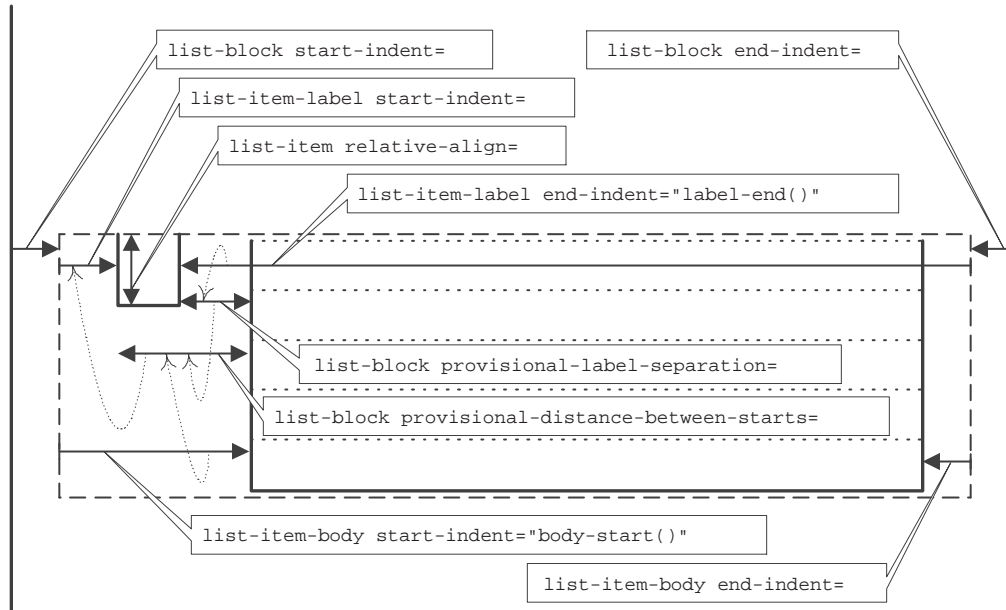 list-block start-indent=
list-block end-indent=
list-item-label start-indent=
list-item relative-align=
list-item-label end-indent="label-end()"
list-block provisional-label-separation=
list-block provisional-distance-between-starts=
list-item-body start-indent="body-start()"
list-item-body end-indent=